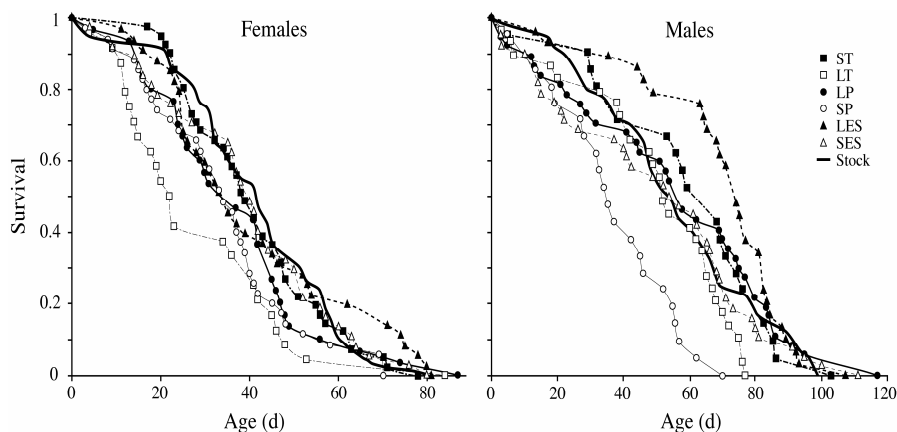 Females
Males
1
0.8
0.6
0.4
0.2
0
Survival
0 20 40 60 80
Age (d)
0 20 40 60 80 100 120
Age (d)
ST
LT
LP
SP
LES
SES
Stock